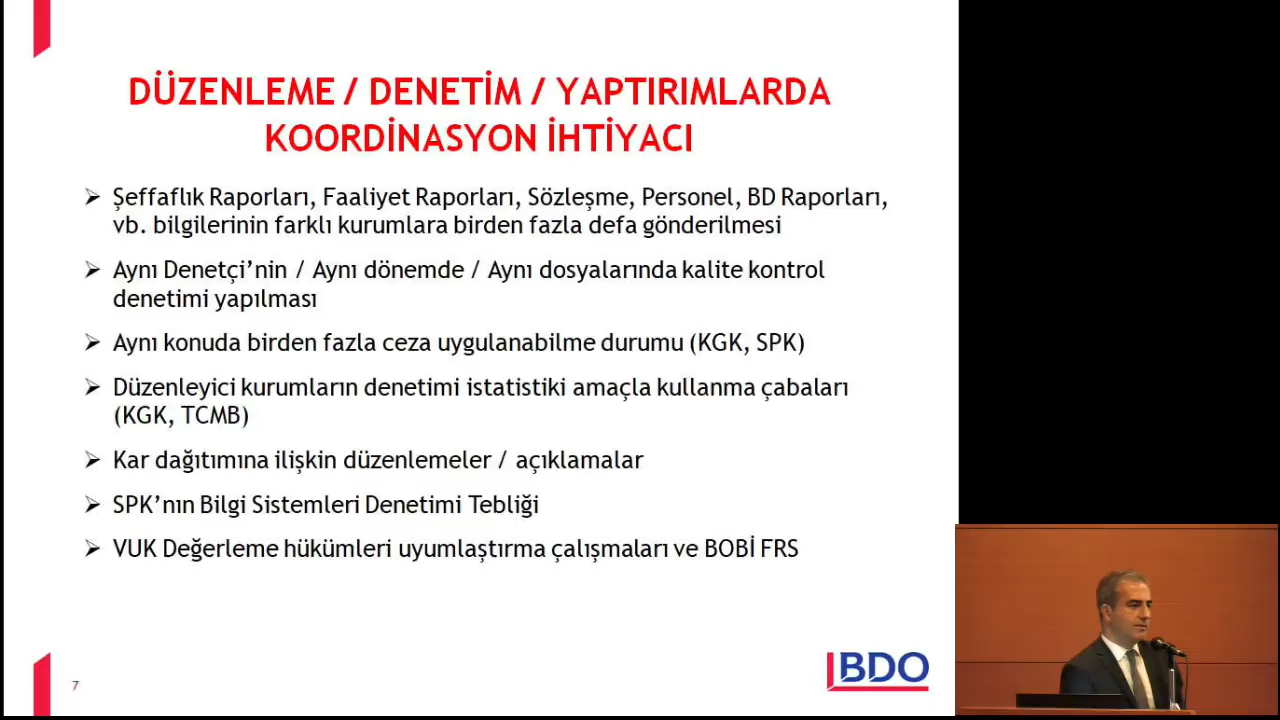 DÜZENLEME / DENETİM / YAPTIRIMLARDA
KOORDİNASYON İHTİYACI
➢ Şeffaflık Raporları, Faaliyet Raporları, Sözleşme, Personel, BD Raporları,
vb. bilgilerinin farklı kurumlara birden fazla defa gönderilmesi
➢ Aynı Denetçi’nin / Aynı dönemde / Aynı dosyalarında kalite kontrol
denetimi yapılması
➢ Aynı konuda birden fazla ceza uygulanabilme durumu (KGK, SPK)
➢ Düzenleyici kurumların denetimi istatistiki amaçla kullanma çabaları
(KGK, TCMB)
➢ Kar dağıtımına ilişkin düzenlemeler / açıklamalar
➢ SPK’nın Bilgi Sistemleri Denetimi Tebliği
➢ VUK Değerleme hükümleri uyumlaştırma çalışmaları ve BOBİ FRS
7
BDO